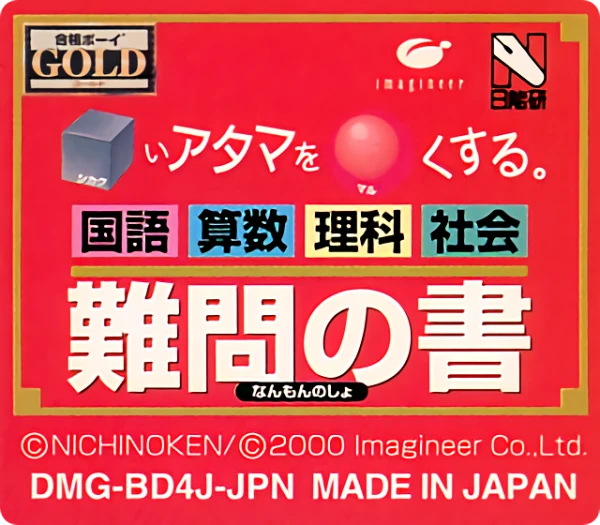 合格ボーイ
GOLD
imagineer
N
日能研
いアタマを くする。
シカク
マル
国語 算数 理科 社会
難問の書
なんもんのしょ
©NICHINOKEN/©2000 Imagineer Co.,Ltd.
DMG-BD4J-JPN MADE IN JAPAN